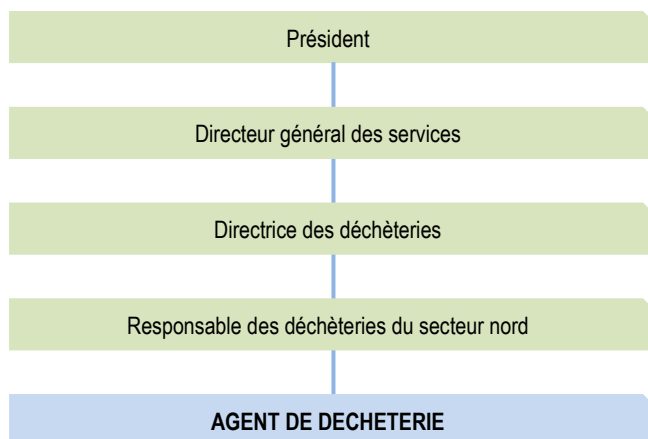 Président
Directeur général des services
Directrice des déchèteries
Responsable des déchèteries du secteur nord
AGENT DE DECHETERIE